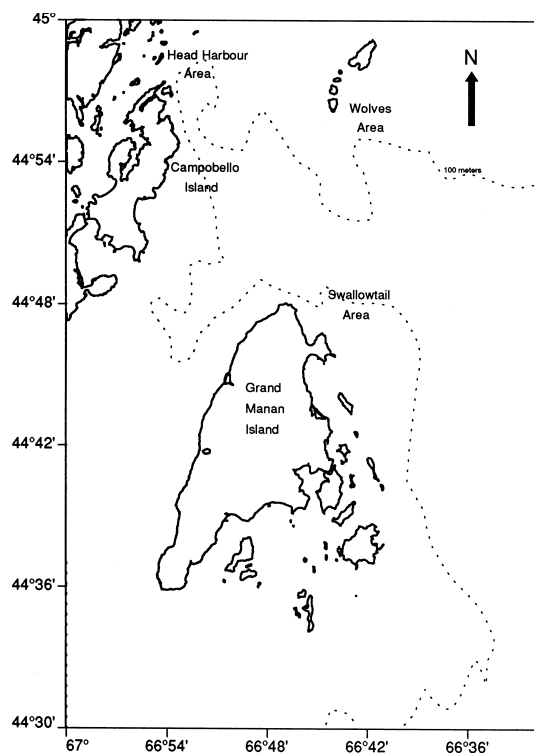 45°
Head Harbour
Area
N
Wolves
Area
44°54'
Campobello
Island
100 meters
44°48'
Swallowtail
Area
Grand
Manan
Island
44°42'
44°36'
44°30'
67° 66°54' 66°48' 66°42' 66°36'